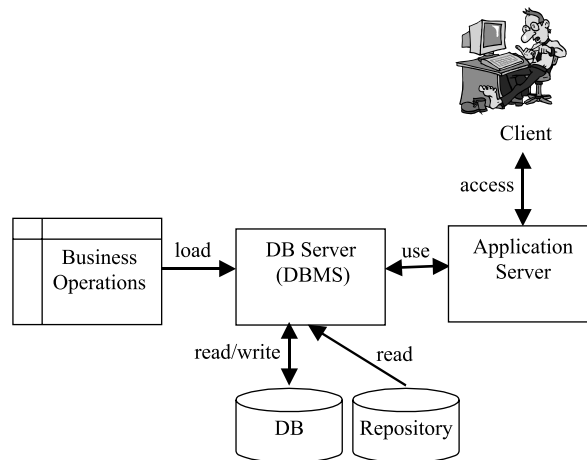 Client
access
Business
Operations
load
DB Server
(DBMS)
use
Application
Server
read/write
read
DB
Repository